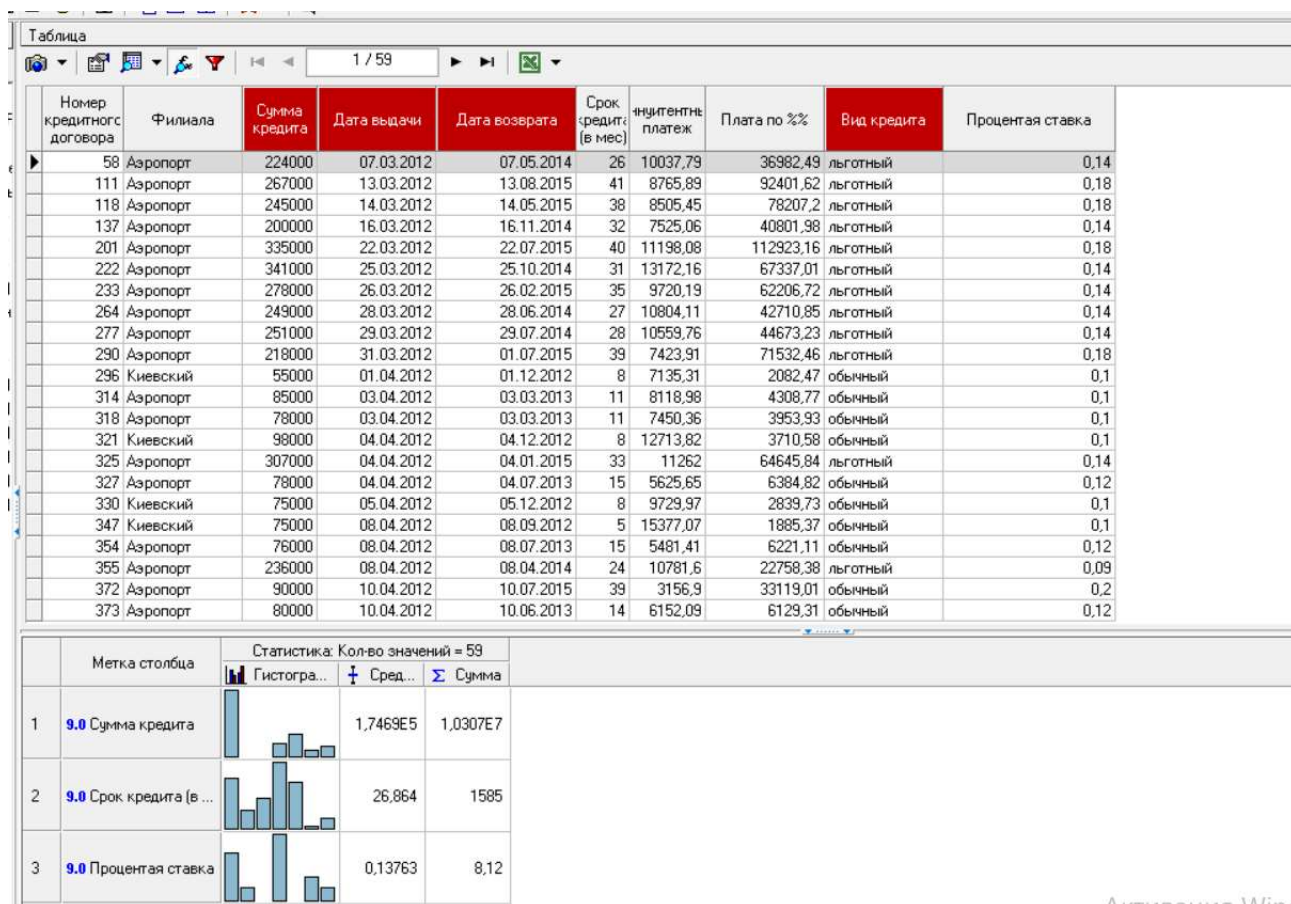 Таблица
1 / 59
Номер кредитногс договора Филиала Сумма кредита Дата выдачи Дата возврата Срок кредита (в мес) ннуитентнь платеж Плата по %% Вид кредита Процентая ставка
58 Аэропорт 224000 07.03.2012 07.05.2014 26 10037,79 36982,49 льготный 0,14
111 Аэропорт 267000 13.03.2012 13.08.2015 41 8765,89 92401,62 льготный 0,18
118 Аэропорт 245000 14.03.2012 14.05.2015 38 8505,45 78207,2 льготный 0,18
137 Аэропорт 200000 16.03.2012 16.11.2014 32 7525,06 40801,98 льготный 0,14
201 Аэропорт 335000 22.03.2012 22.07.2015 40 11198,08 112923,16 льготный 0,18
222 Аэропорт 341000 25.03.2012 25.10.2014 31 13172,16 67337,01 льготный 0,14
233 Аэропорт 278000 26.03.2012 26.02.2015 35 9720,19 62206,72 льготный 0,14
264 Аэропорт 249000 28.03.2012 28.06.2014 27 10804,11 42710,85 льготный 0,14
277 Аэропорт 251000 29.03.2012 29.07.2014 28 10559,76 44673,23 льготный 0,14
290 Аэропорт 218000 31.03.2012 01.07.2015 39 7423,91 71532,46 льготный 0,18
296 Киевский 55000 01.04.2012 01.12.2012 8 7135,31 2082,47 обычный 0,1
314 Аэропорт 85000 03.04.2012 03.03.2013 11 8118,98 4308,77 обычный 0,1
318 Аэропорт 78000 03.04.2012 03.03.2013 11 7450,36 3953,93 обычный 0,1
321 Киевский 98000 04.04.2012 04.12.2012 8 12713,82 3710,58 обычный 0,1
325 Аэропорт 307000 04.04.2012 04.01.2015 33 11262 64645,84 льготный 0,14
327 Аэропорт 78000 04.04.2012 04.07.2013 15 5625,65 6384,82 обычный 0,12
330 Киевский 75000 05.04.2012 05.12.2012 8 9729,97 2839,73 обычный 0,1
347 Киевский 75000 08.04.2012 08.09.2012 5 15377,07 1885,37 обычный 0,1
354 Аэропорт 76000 08.04.2012 08.07.2013 15 5481,41 6221,11 обычный 0,12
355 Аэропорт 236000 08.04.2012 08.04.2014 24 10781,6 22758,38 льготный 0,09
372 Аэропорт 90000 10.04.2012 10.07.2015 39 3156,9 33119,01 обычный 0,2
373 Аэропорт 80000 10.04.2012 10.06.2013 14 6152,09 6129,31 обычный 0,12
Метка столбца Статистика: Кол-во значений = 59
Гистогра... Сред... Σ Сумма
1 9.0 Сумма кредита 1,7469E5 1,0307E7
2 9.0 Срок кредита (в ... 26,864 1585
3 9.0 Процентая ставка 0,13763 8,12